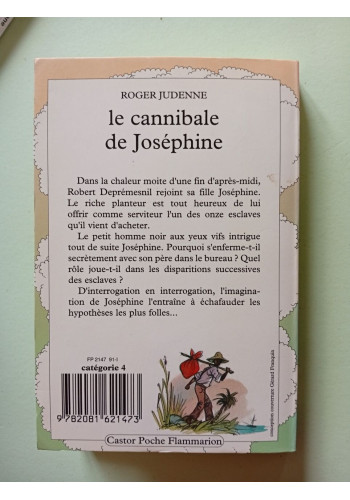 ROGER JUDENNE
le cannibale
de Joséphine
Dans la chaleur moite d'une fin d'après-midi,
Robert Deprémesnil rejoint sa fille Joséphine.
Le riche planteur est tout heureux de lui
offrir comme serviteur l'un des onze esclaves
qu'il vient d'acheter.
Le petit homme noir aux yeux vifs intrigue
tout de suite Joséphine. Pourquoi s'enferme-t-il
secrètement avec son père dans le bureau ? Quel
rôle joue-t-il dans les disparitions successives
des esclaves ?
D'interrogation en interrogation, l'imagina-
tion de Joséphine l'entraîne à échafauder les
hypothèses les plus folles...
FP 2147 91-I
catégorie 4
9 782081 621473
conception couverture Gérard Franquin
Castor Poche Flammarion